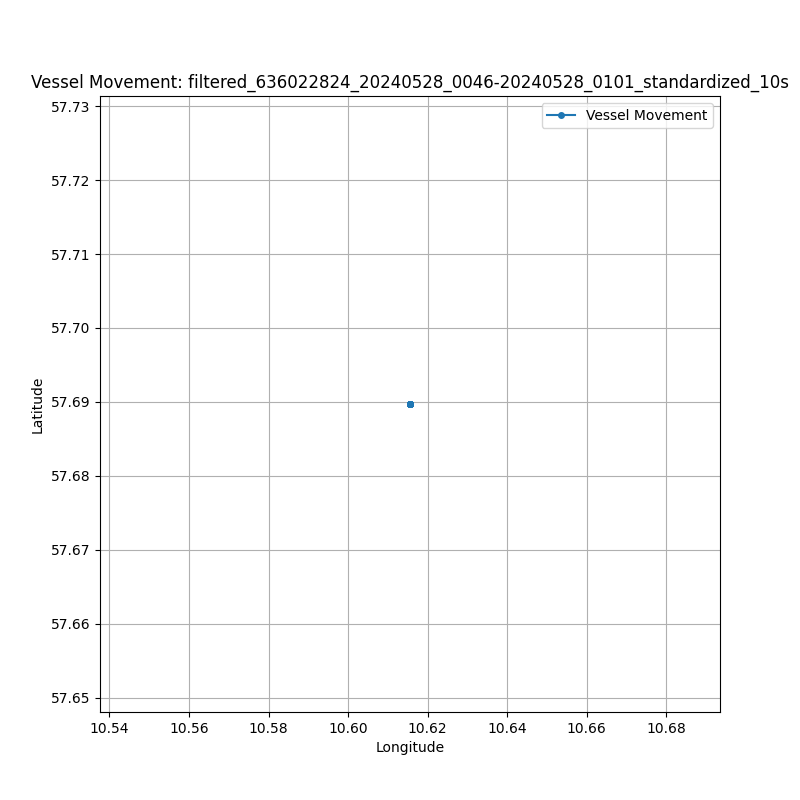 Vessel Movement: filtered_636022824_20240528_0046-20240528_0101_standardized_10s
Vessel Movement
57.73
57.72
57.71
57.70
57.69
57.68
57.67
57.66
57.65
Latitude
10.54 10.56 10.58 10.60 10.62 10.64 10.66 10.68
Longitude